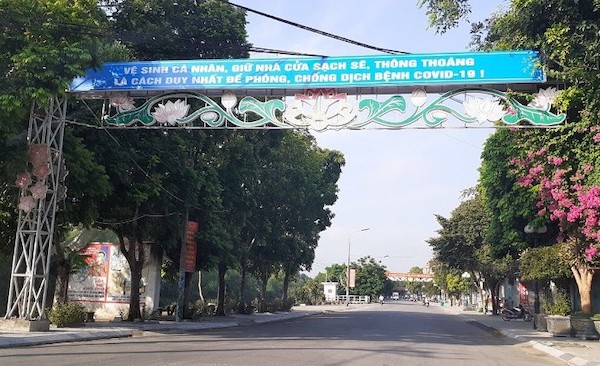 VỆ SINH CÁ NHÂN, GIỮ NHÀ CỬA SẠCH SẼ, THÔNG THOÁNG
LÀ CÁCH DUY NHẤT ĐỂ PHÒNG, CHỐNG DỊCH BỆNH COVID-19 !